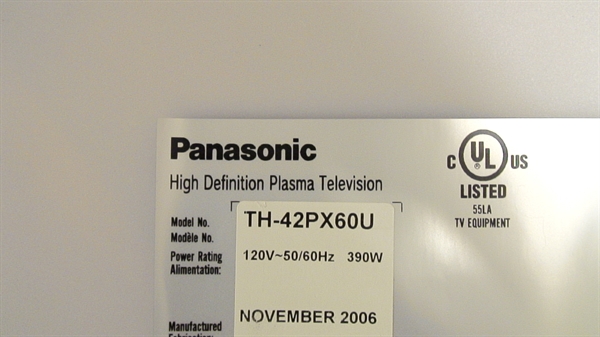 Panasonic
High Definition Plasma Television
C UL US
LISTED
55LA
TV EQUIPMENT
Model No.
Modèle No.
TH-42PX60U
Power Rating
Alimentation:
120V~50/60Hz 390W
Manufactured
NOVEMBER 2006
Fabrication: